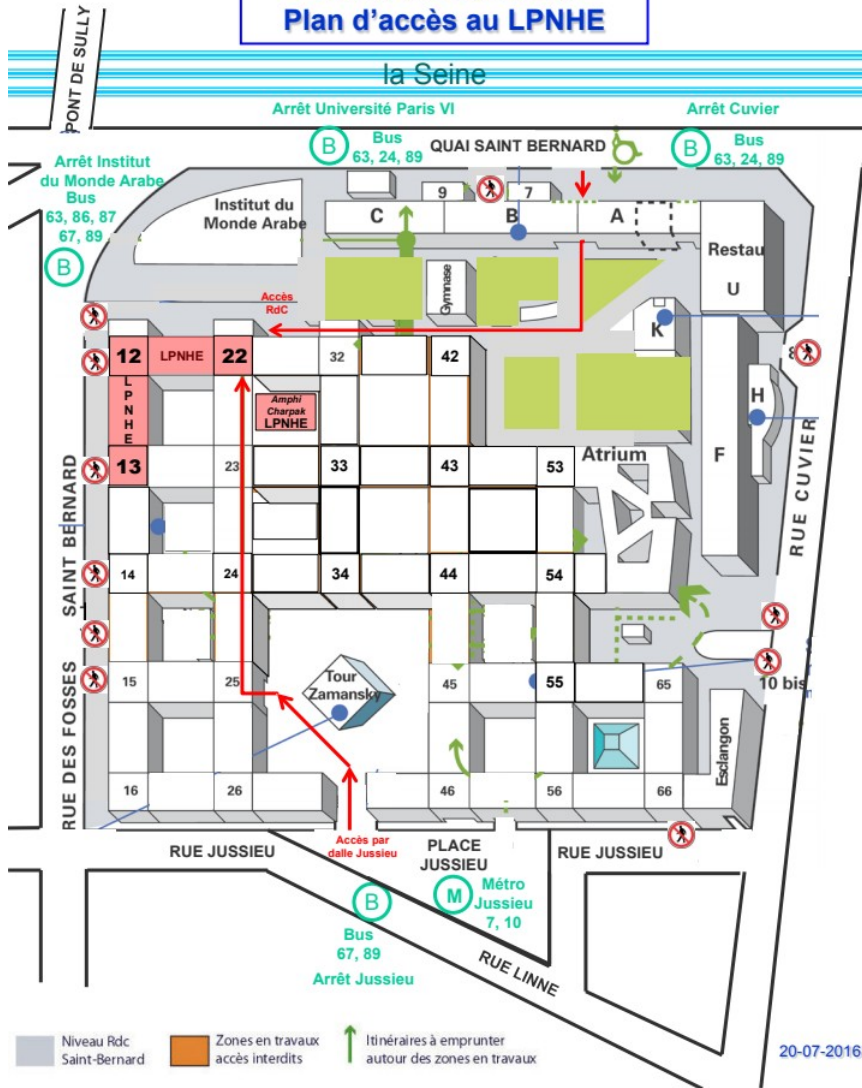 Plan d'accès au LPNHE
PONT DE SULLY
la Seine
Arrêt Université Paris VI
Arrêt Cuvier
B
Bus
63, 24, 89
QUAI SAINT BERNARD
B
Bus
63, 24, 89
Arrêt Institut
du Monde Arabe
Bus
63, 86, 87
67, 89
B
Institut du
Monde Arabe
9
7
C
B
A
Restau
U
Gymnase
Accès
RdC
K
12
LPNHE
22
32
42
8
LPNHE
Amphi
Charpak
LPNHE
H
13
23
33
43
53
Atrium
F
RUE CUVIER
14
24
34
44
54
RUE DES FOSSES SAINT BERNARD
15
25
Tour
Zamansky
45
55
65
10 bis
Esclangon
16
26
46
56
66
RUE JUSSIEU
Accès par
dalle Jussieu
PLACE
JUSSIEU
RUE JUSSIEU
B
Bus
67, 89
Arrêt Jussieu
M
Métro
Jussieu
7, 10
RUE LINNE
Niveau Rdc
Saint-Bernard
Zones en travaux
accès interdits
Itinéraires à emprunter
autour des zones en travaux
20-07-2016